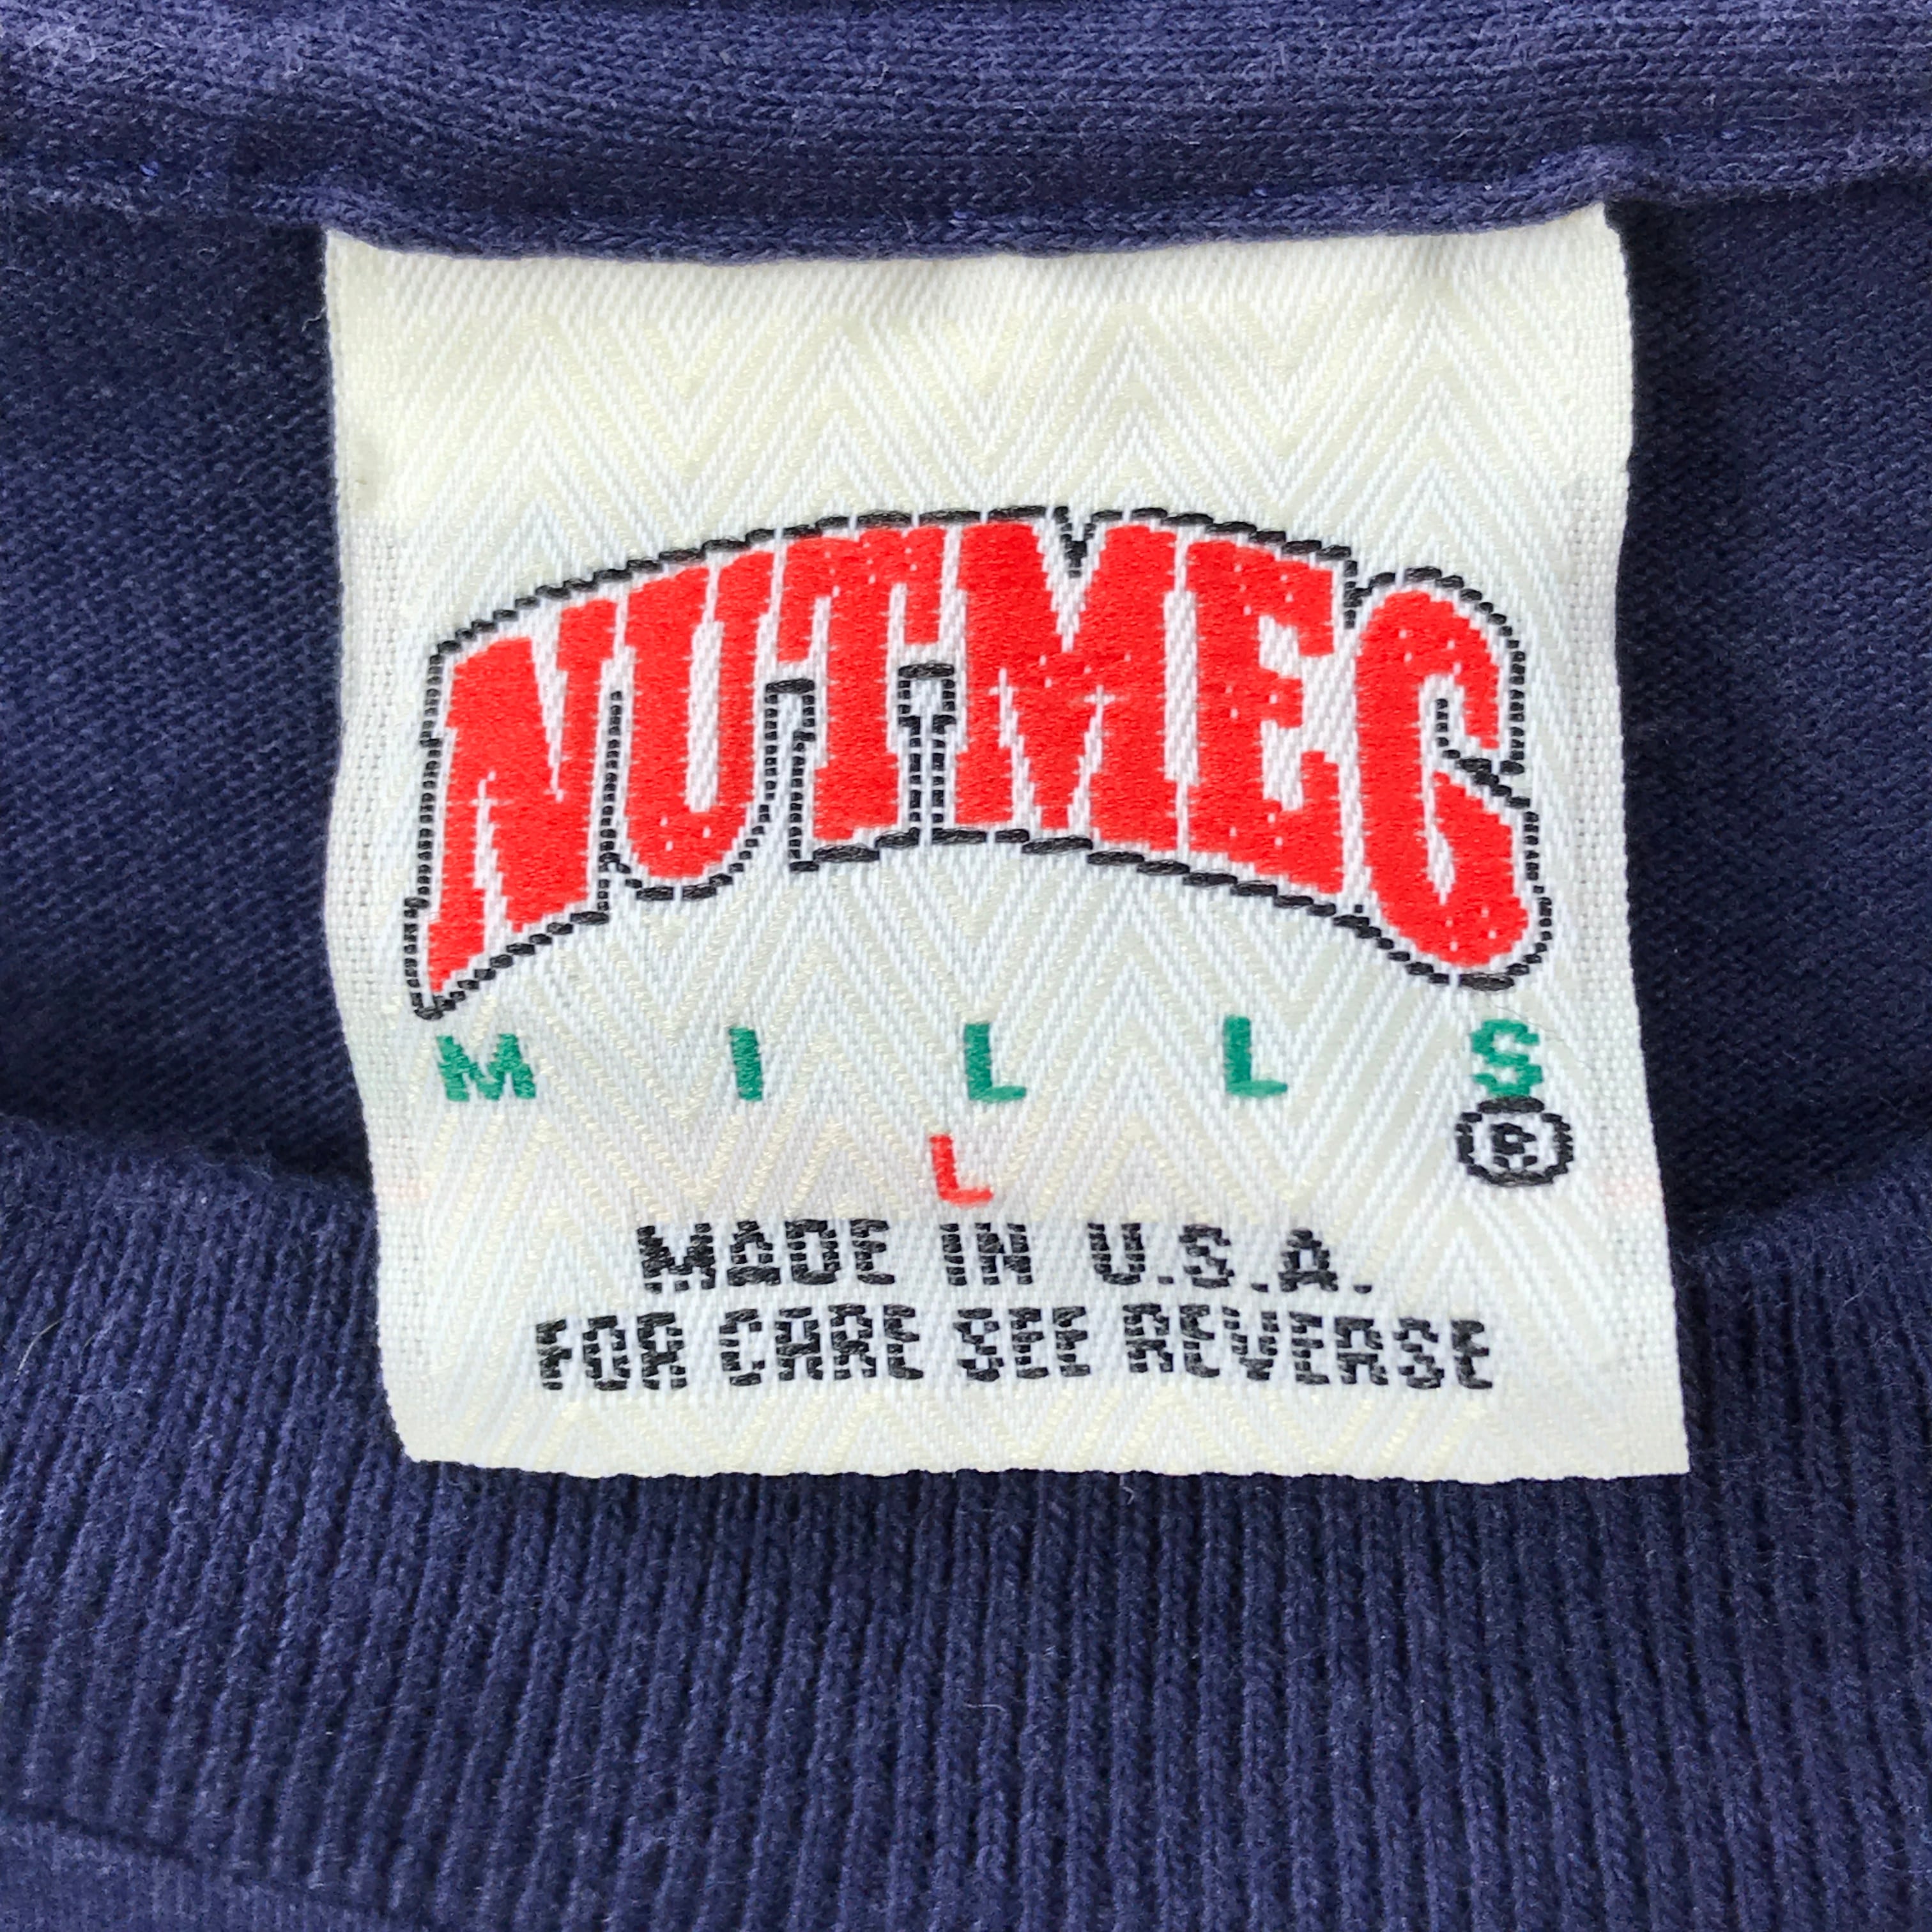 NUTMEG
MILLS
®
L
MADE IN U.S.A.
FOR CARE SEE REVERSE